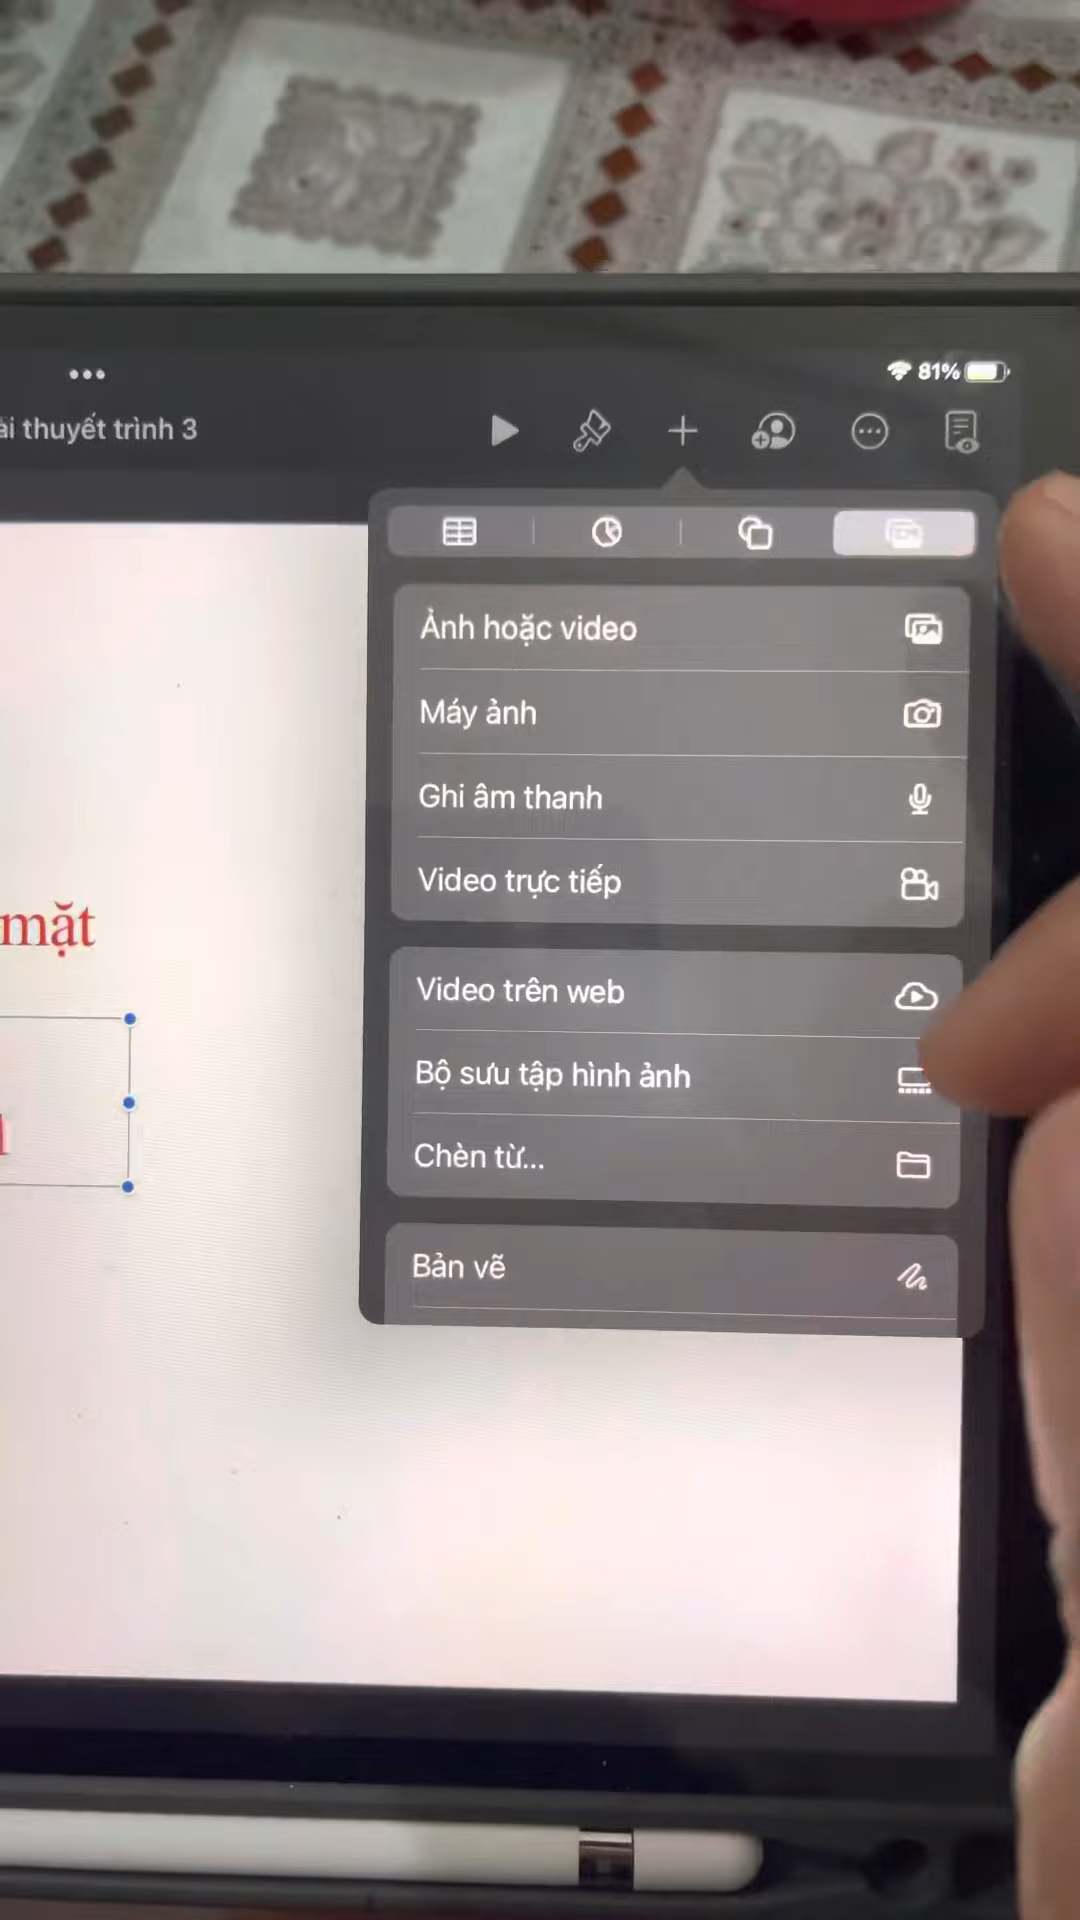 81%
thuyết trình 3
Ảnh hoặc video
Máy ảnh
Ghi âm thanh
Video trực tiếp
mặt
Video trên web
Bộ sưu tập hình ảnh
Chèn từ...
Bản vẽ